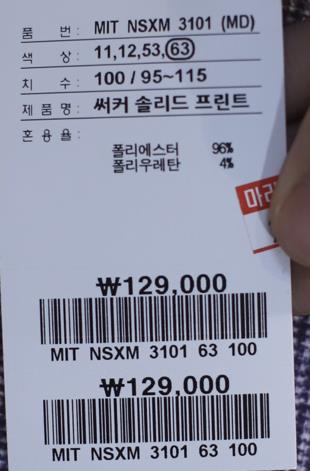 품 번 : MIT NSXM 3101 (MD)
색 상 : 11,12,53,63
치 수 : 100 / 95~115
제 품 명 : 써커 솔리드 프린트
혼 용 율 :
폴리에스터 96%
폴리우레탄 4%
₩129,000
MIT NSXM 3101 63 100
₩129,000
MIT NSXM 3101 63 100